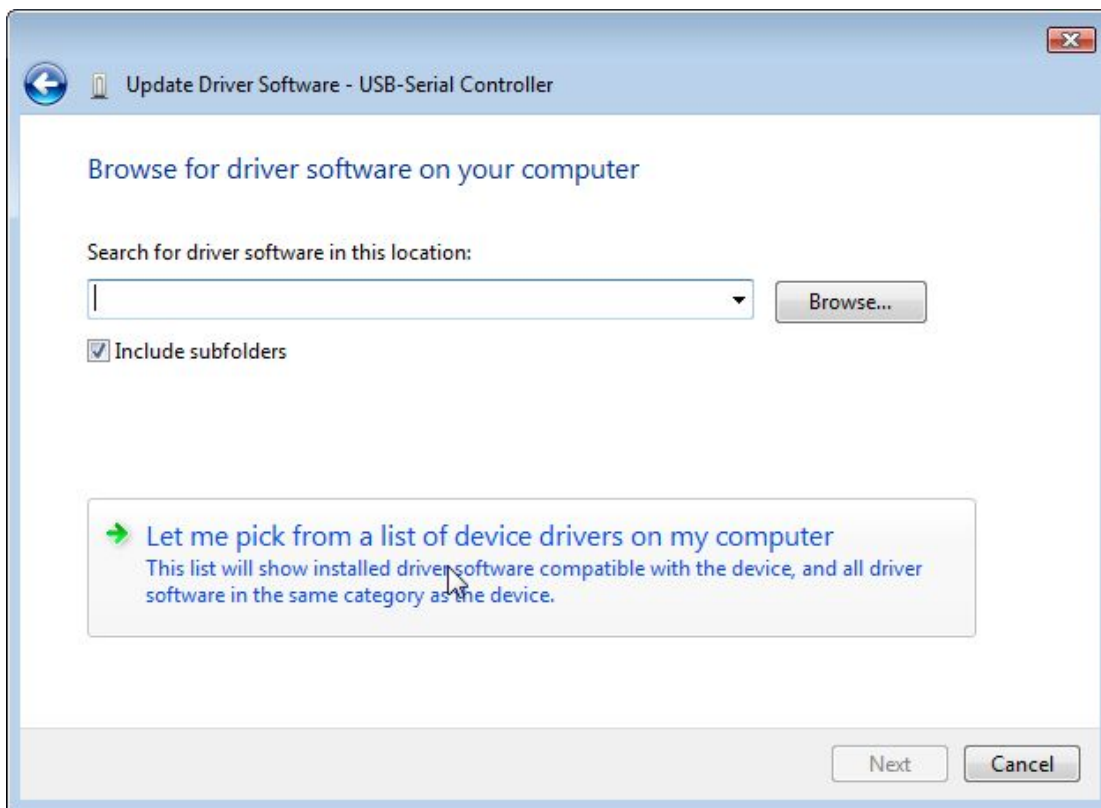 Update Driver Software - USB-Serial Controller
Browse for driver software on your computer
Search for driver software in this location:
Browse...
Include subfolders
Let me pick from a list of device drivers on my computer
This list will show installed driver software compatible with the device, and all driver
software in the same category as the device.
Next
Cancel